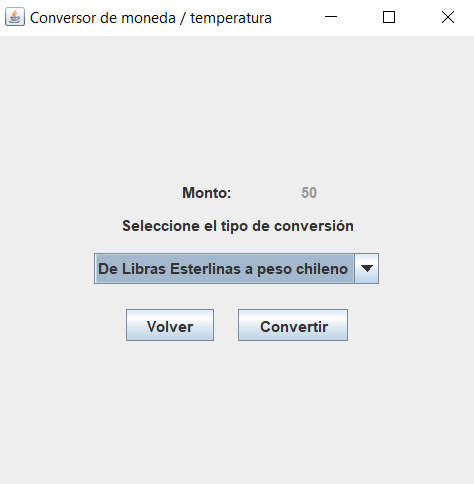 Conversor de moneda / temperatura
Monto: 50
Seleccione el tipo de conversión
De Libras Esterlinas a peso chileno
Volver Convertir